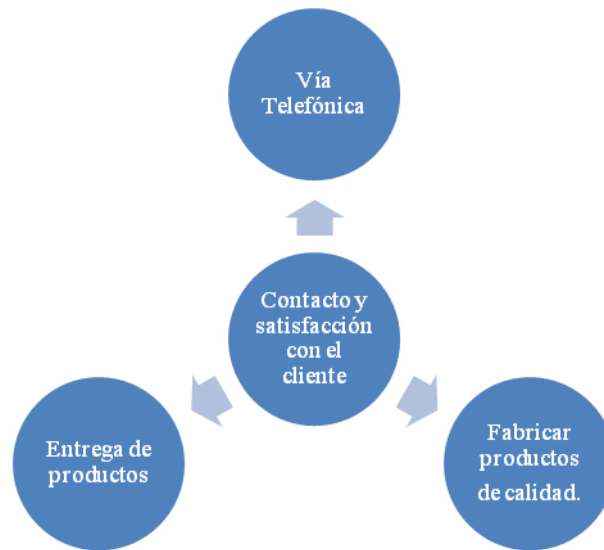 Vía
Telefónica
Contacto y
satisfacción
con el
cliente
Entrega de
productos
Fabricar
productos
de calidad.